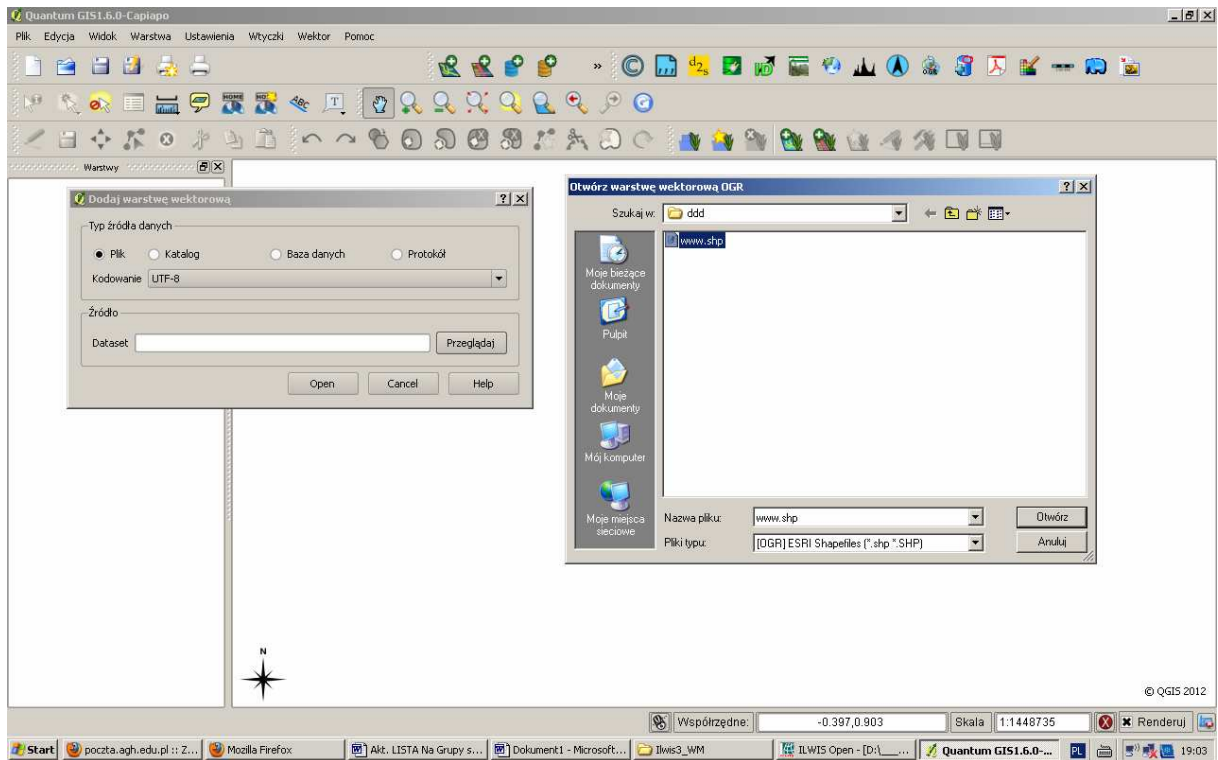 Quantum GIS1.6.0-Capiapo
Plik Edycja Widok Warstwa Ustawienia Wtyczki Wektor Pomoc
»
d2s
HOME
ABC
T
Warstwy
Dodaj warstwę wektorową
Typ źródła danych
Plik Katalog Baza danych Protokół
Kodowanie UTF-8
Źródło
Dataset Przeglądaj
Open Cancel Help
Otwórz warstwę wektorową OGR
Szukaj w: ddd
www.shp
Moje bieżące
dokumenty
Pulpit
Moje
dokumenty
Mój komputer
Moje miejsca
sieciowe
Nazwa pliku: www.shp Otwórz
Pliki typu: [OGR] ESRI Shapefiles (*.shp *.SHP) Anuluj
N
© QGIS 2012
Współrzędne: -0.397,0.903 Skala 1:1448735 Renderuj
Start poczta.agh.edu.pl :: Z... Mozilla Firefox Akt. LISTA Na Grupy s... Dokument1 - Microsoft... Ilwis3_WM ILWIS Open - [D:\___... Quantum GIS1.6.0-... PL 19:03